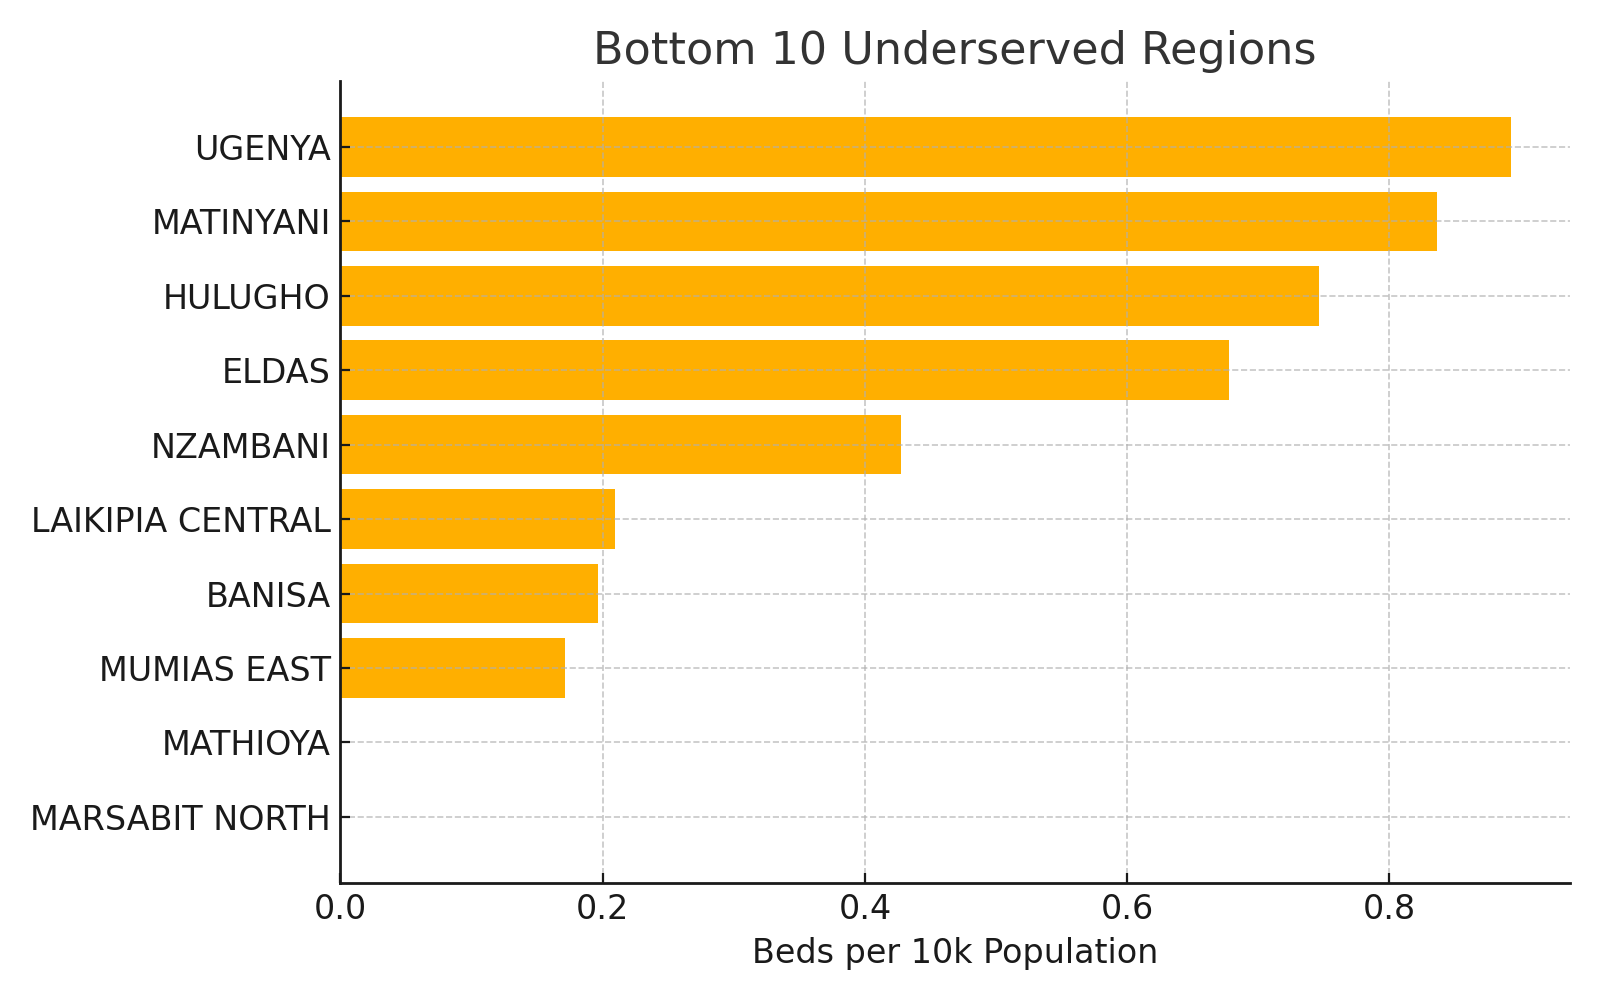 Bottom 10 Underserved Regions
UGENYA
MATINYANI
HULUGHO
ELDAS
NZAMBANI
LAIKIPIA CENTRAL
BANISA
MUMIAS EAST
MATHIOYA
MARSABIT NORTH
0.0 0.2 0.4 0.6 0.8
Beds per 10k Population